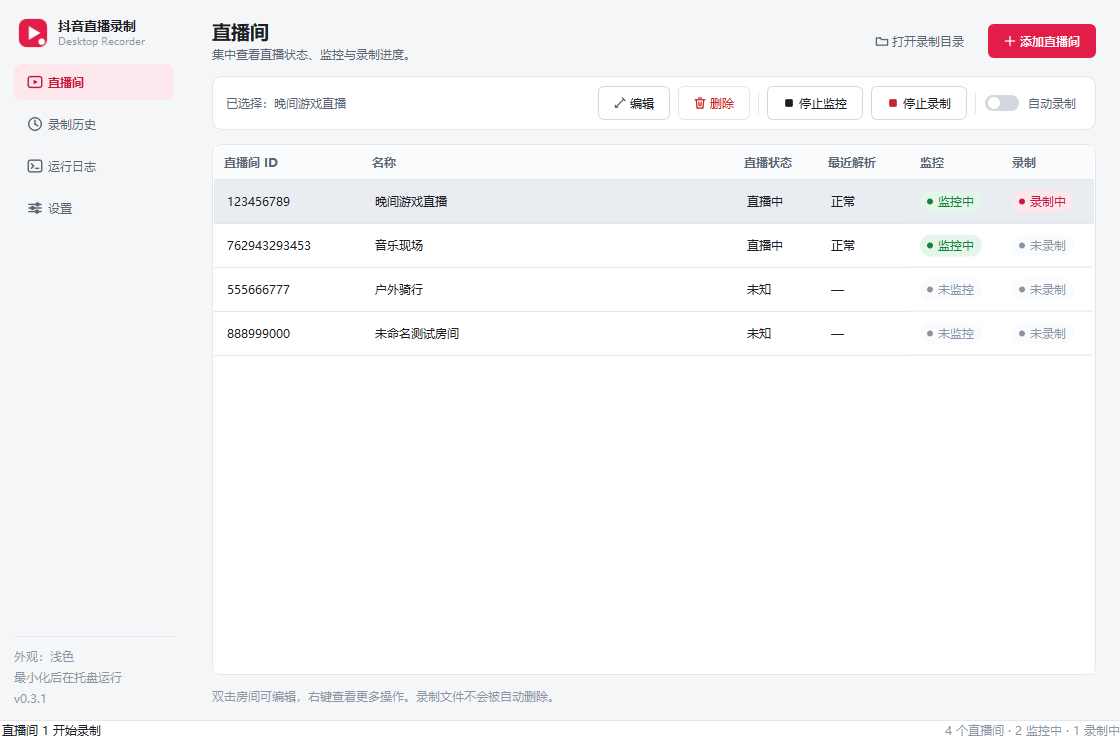 抖音直播录制
Desktop Recorder
直播间
录制历史
运行日志
设置
外观：浅色
最小化后在托盘运行
v0.3.1
直播间
集中查看直播状态、监控与录制进度。
打开录制目录
添加直播间
已选择：晚间游戏直播
编辑
删除
停止监控
停止录制
自动录制
直播间 ID 名称 直播状态 最近解析 监控 录制
123456789 晚间游戏直播 直播中 正常 监控中 录制中
762943293453 音乐现场 直播中 正常 监控中 未录制
555666777 户外骑行 未知 — 未监控 未录制
888999000 未命名测试房间 未知 — 未监控 未录制
双击房间可编辑，右键查看更多操作。录制文件不会被自动删除。
直播间 1 开始录制
4 个直播间 · 2 监控中 · 1 录制中